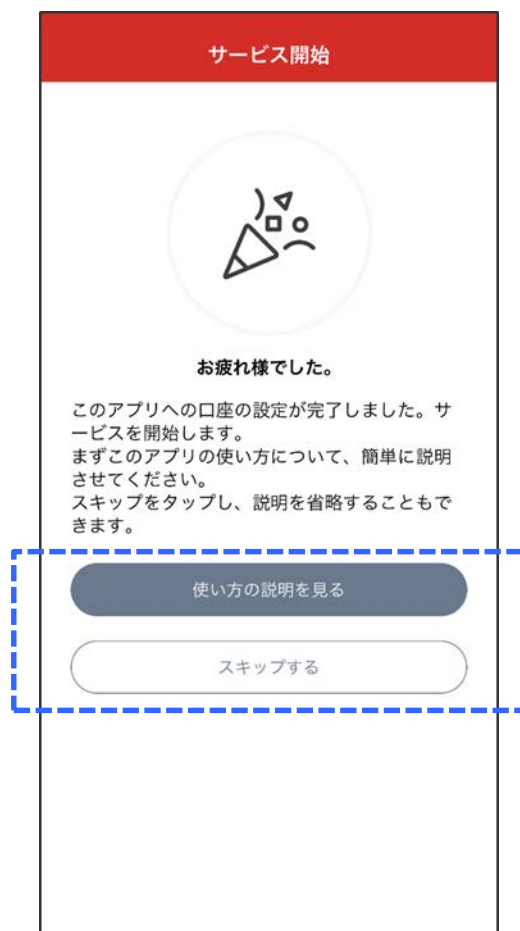 サービス開始
お疲れ様でした。
このアプリへの口座の設定が完了しました。サ
ービスを開始します。
まずこのアプリの使い方について、簡単に説明
させてください。
スキップをタップし、説明を省略することもで
きます。
使い方の説明を見る
スキップする